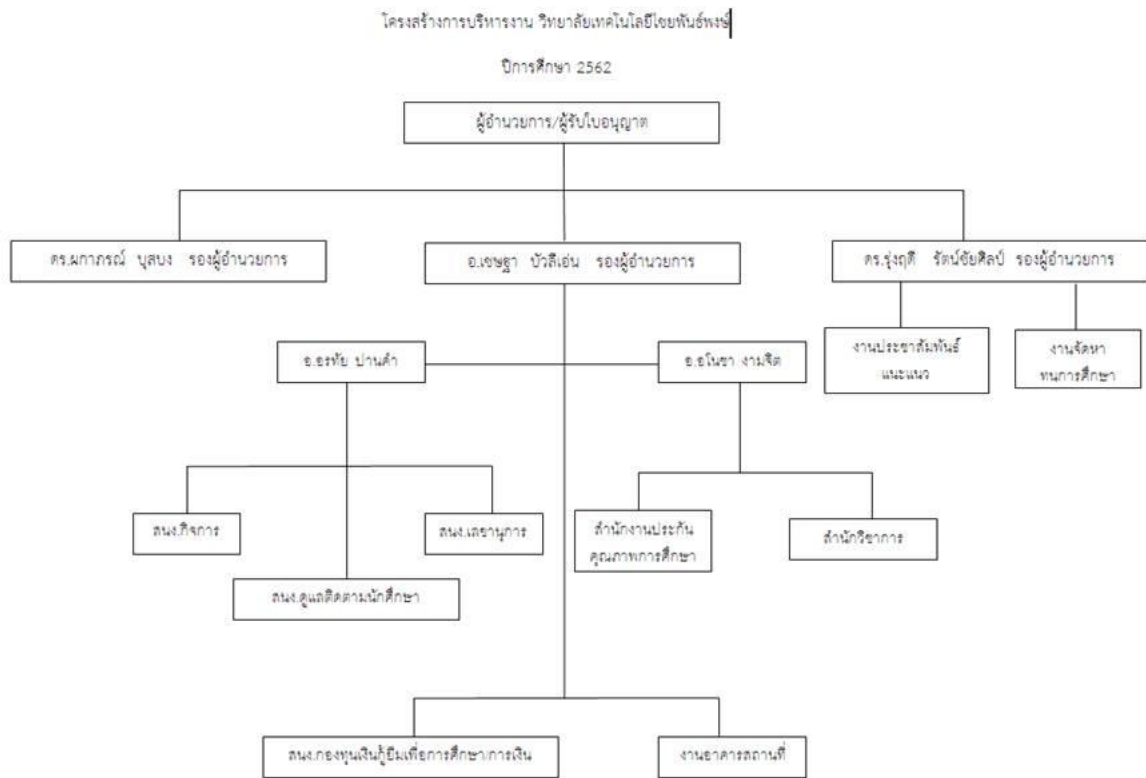 โครงสร้างการบริหารงาน วิทยาลัยเทคโนโลยีไชยพันธ์พงษ์
ปีการศึกษา 2562
ผู้อำนวยการ/ผู้รับใบอนุญาต
ดร.ผกาภรณ์ บุสบง รองผู้อำนวยการ
อ.เชษฐา บัวลีเอ่น รองผู้อำนวยการ
ดร.รุ่งฤดี รัตน์ชัยศิลป์ รองผู้อำนวยการ
งานประชาสัมพันธ์
แนะแนว
งานจัดหา
ทนการศึกษา
อ.อรทัย ปานคำ
อ.อโนชา งามจิต
สนง.กิจการ
สนง.เลขานุการ
สนง.ดูแลติดตามนักศึกษา
สำนักงานประกัน
คุณภาพการศึกษา
สำนักวิชาการ
สนง.กองทุนเงินกู้ยืมเพื่อการศึกษา/การเงิน
งานอาคารสถานที่